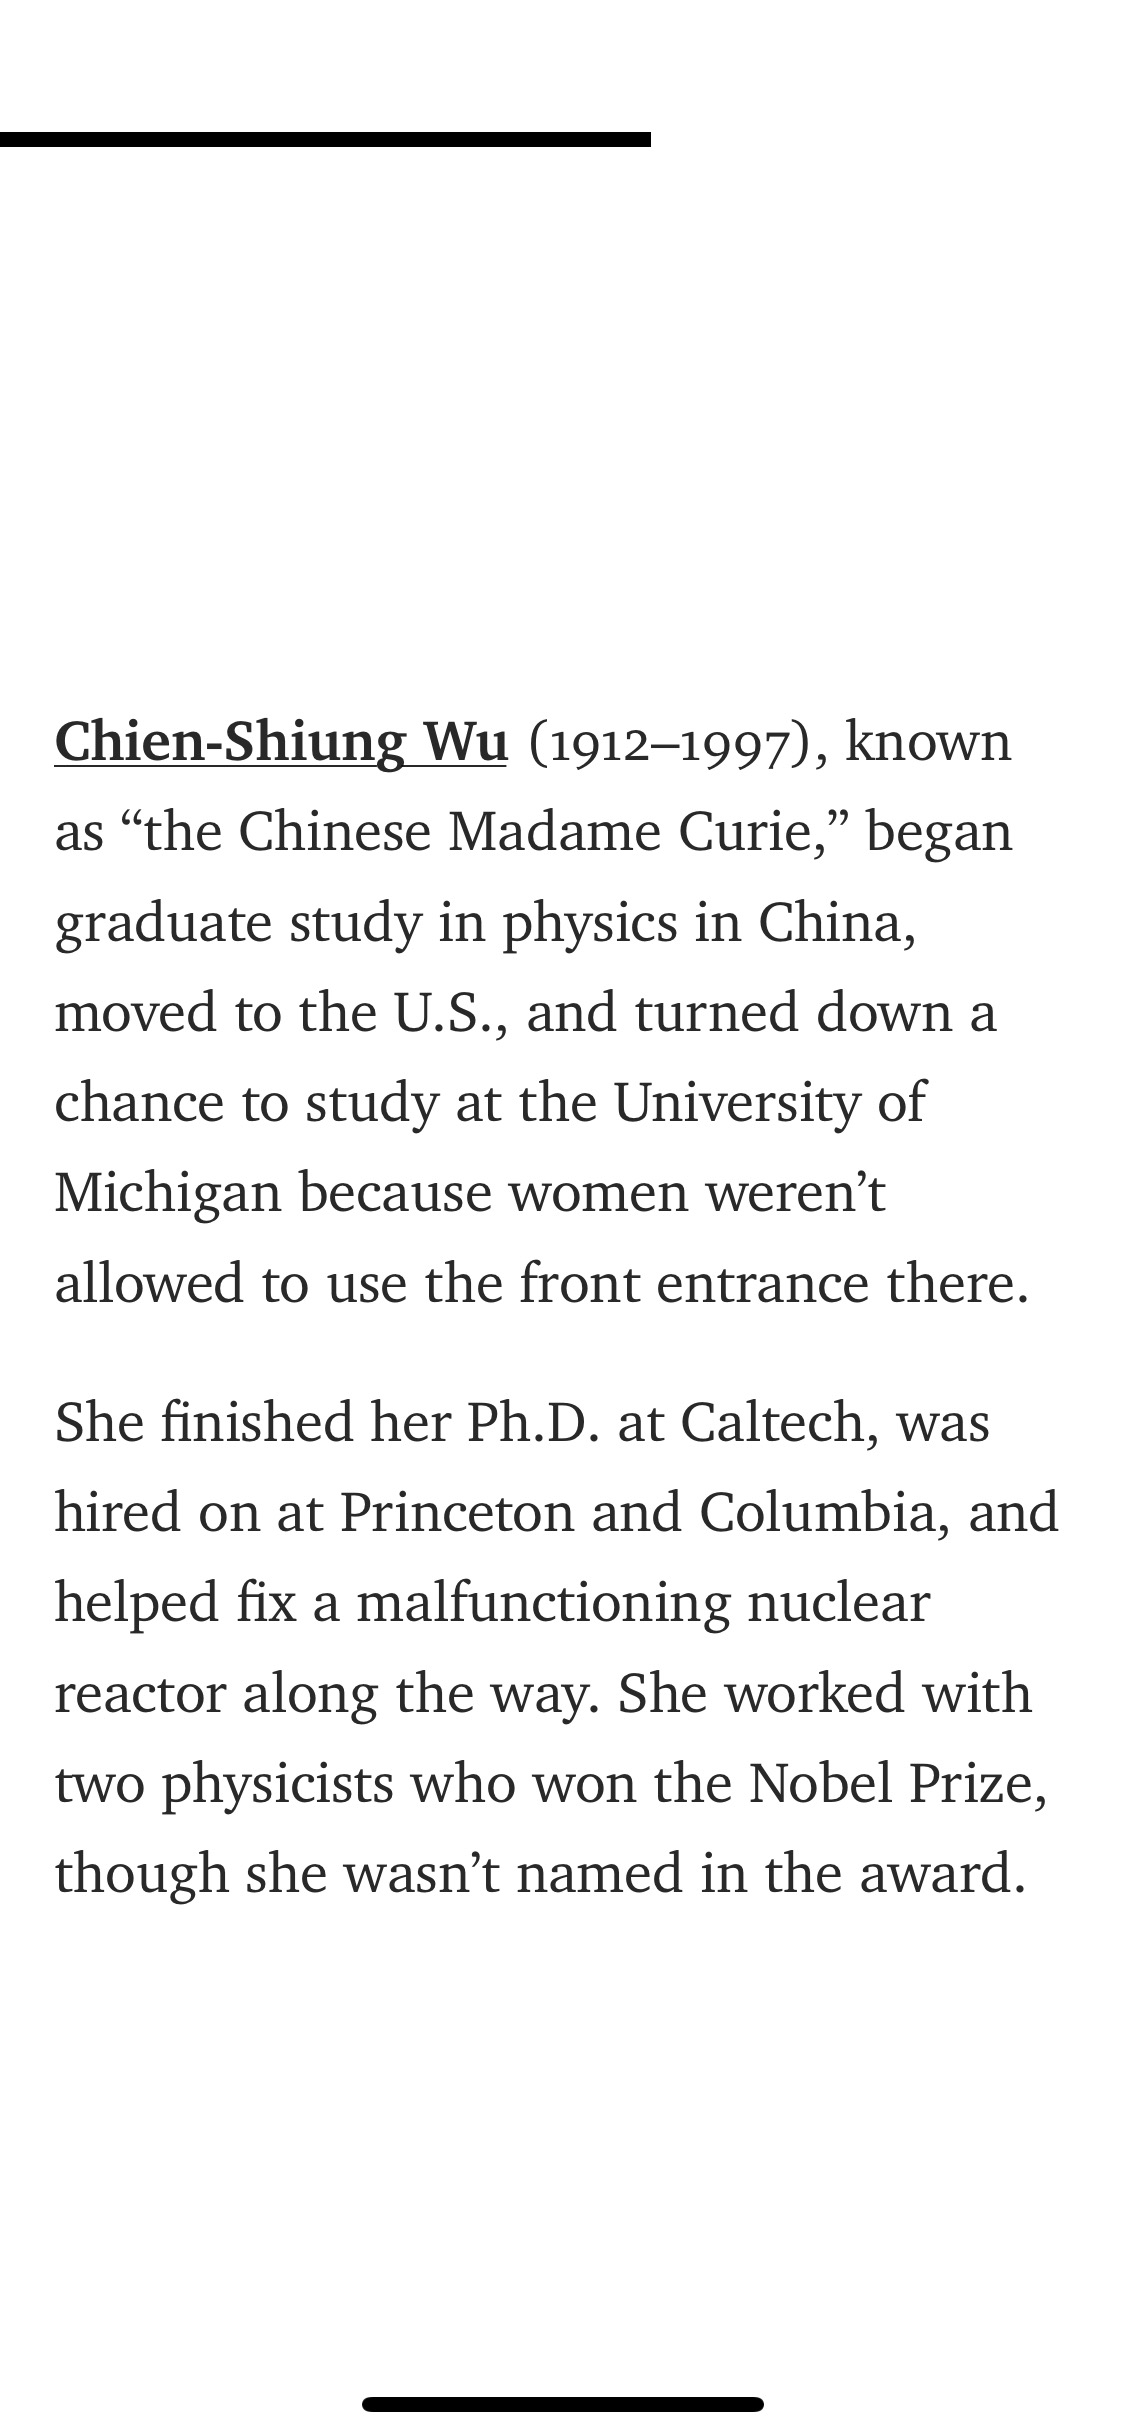 Chien-Shiung Wu (1912–1997), known
as “the Chinese Madame Curie,” began
graduate study in physics in China,
moved to the U.S., and turned down a
chance to study at the University of
Michigan because women weren’t
allowed to use the front entrance there.
She finished her Ph.D. at Caltech, was
hired on at Princeton and Columbia, and
helped fix a malfunctioning nuclear
reactor along the way. She worked with
two physicists who won the Nobel Prize,
though she wasn’t named in the award.